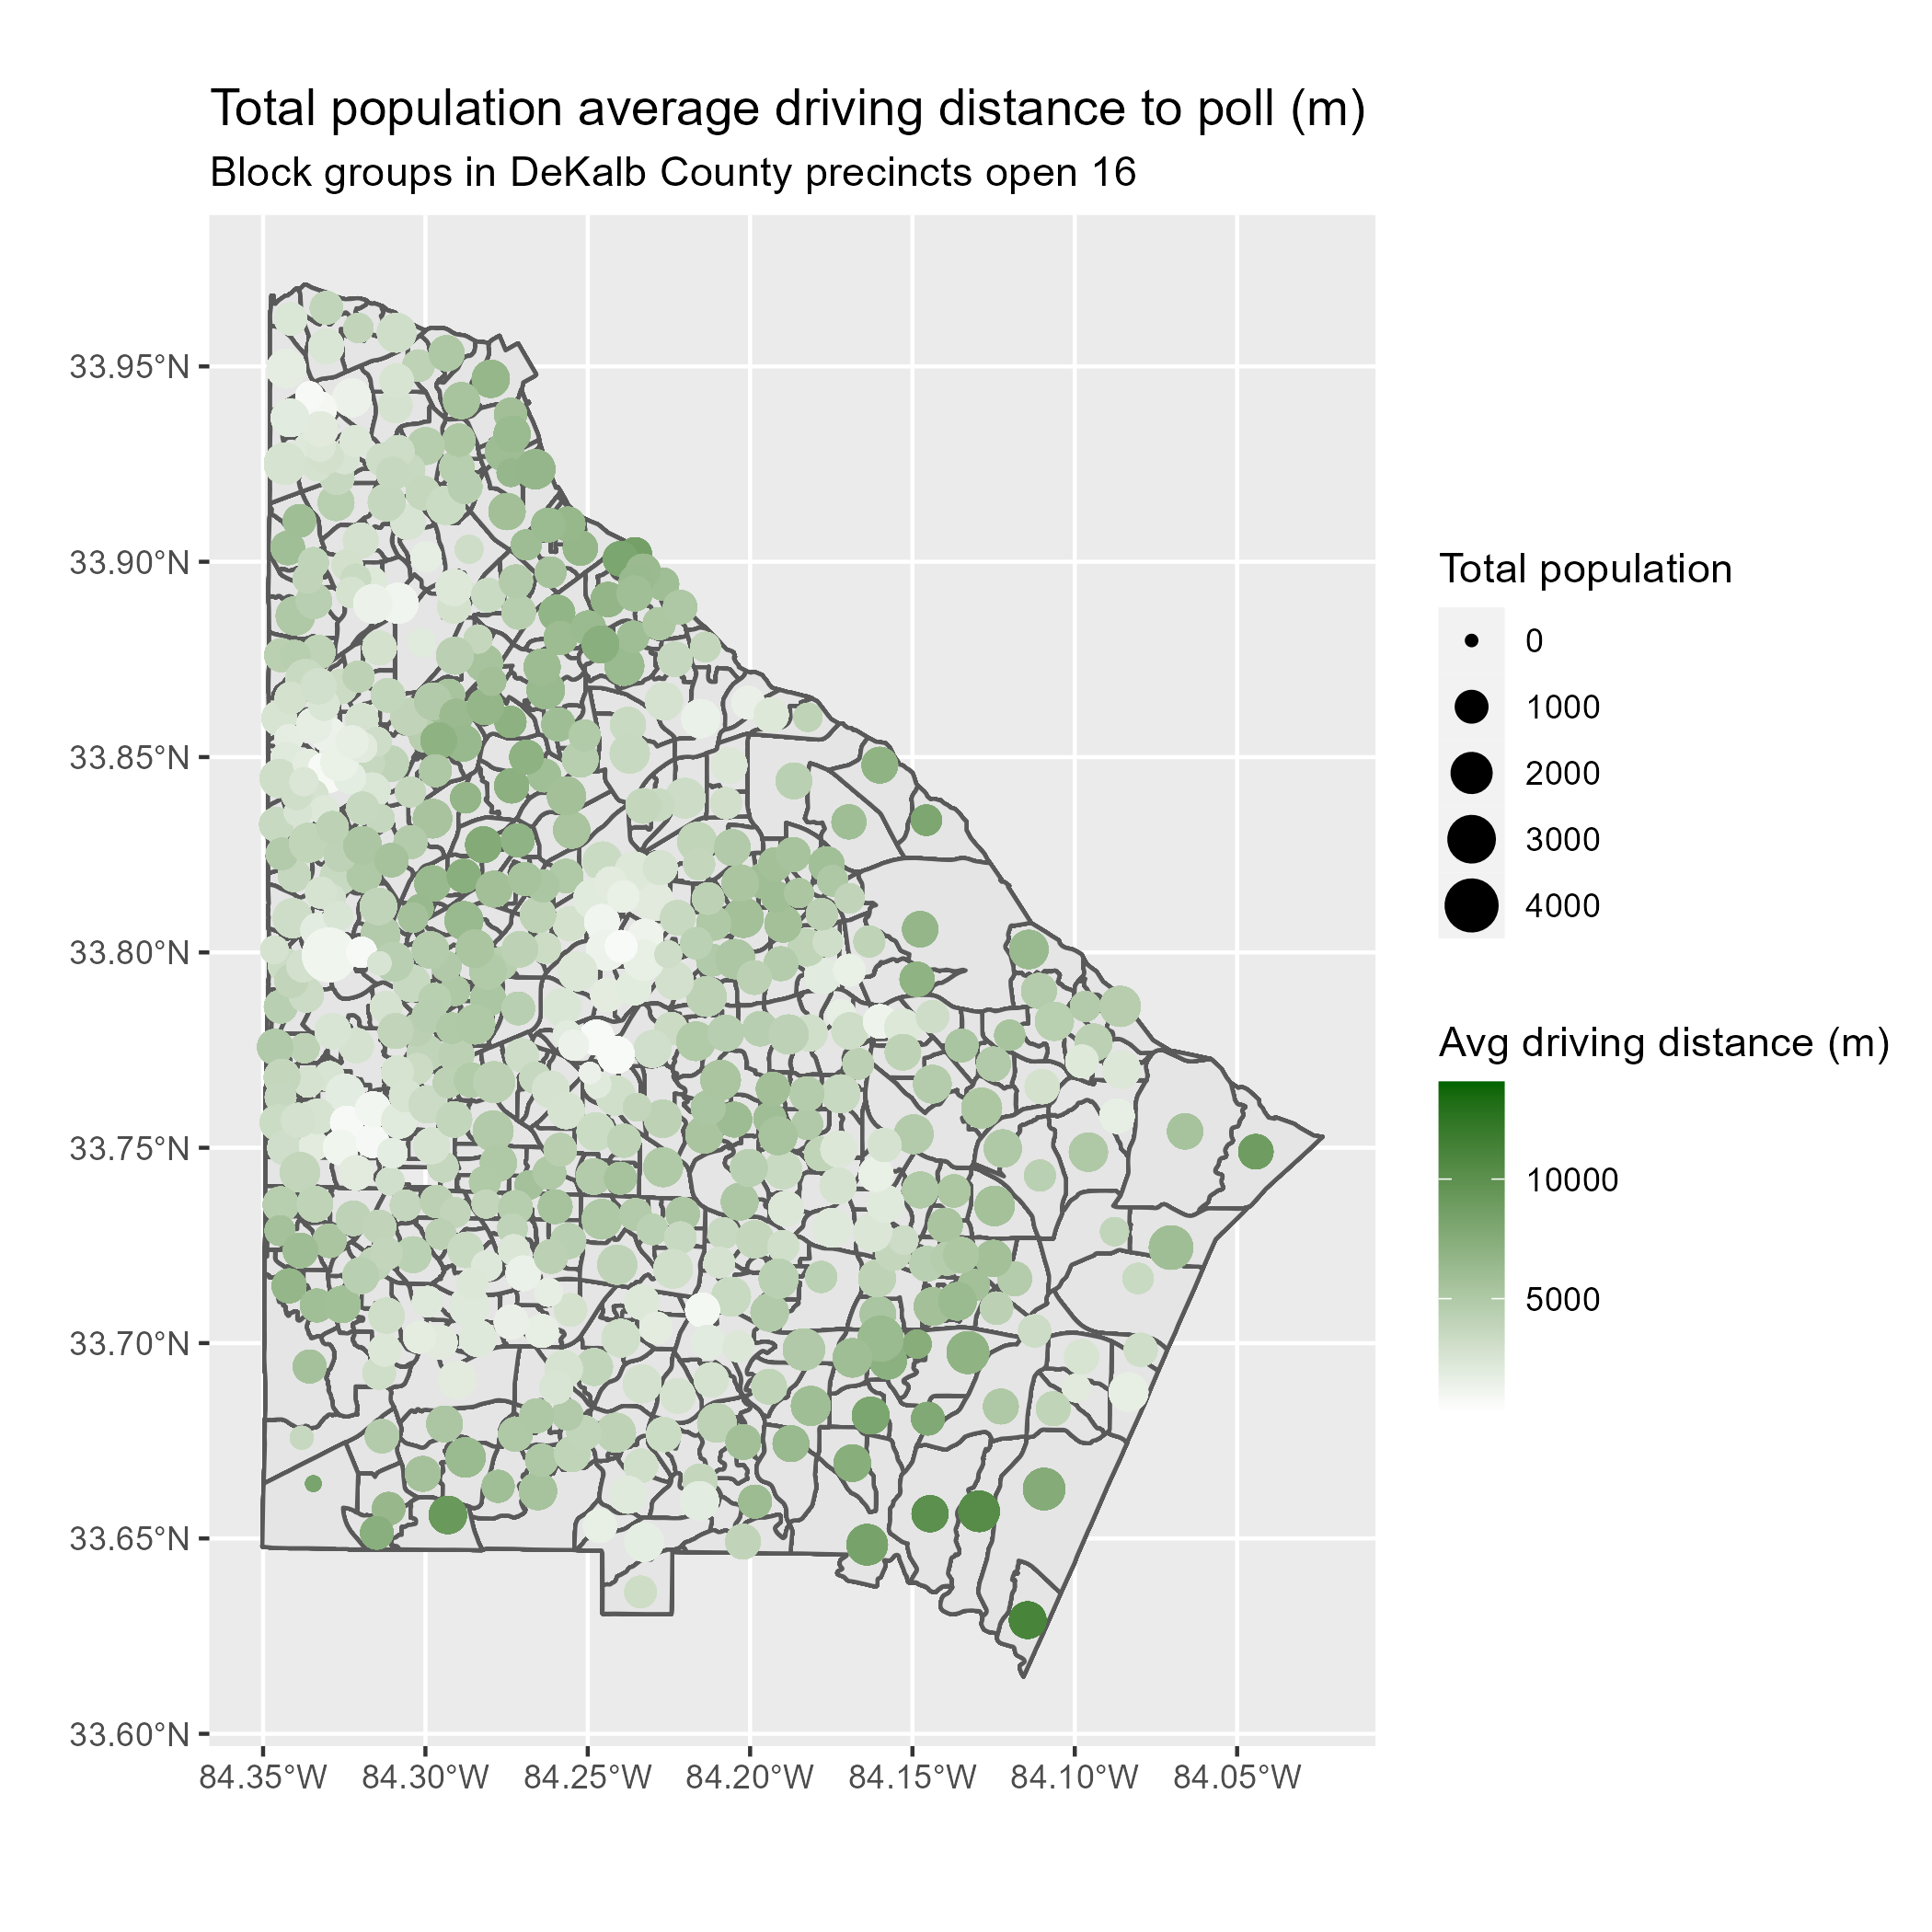 Total population average driving distance to poll (m)
Block groups in DeKalb County precincts open 16
33.95°N
33.90°N
33.85°N
33.80°N
33.75°N
33.70°N
33.65°N
33.60°N
84.35°W 84.30°W 84.25°W 84.20°W 84.15°W 84.10°W 84.05°W
Total population
0
1000
2000
3000
4000
Avg driving distance (m)
10000
5000